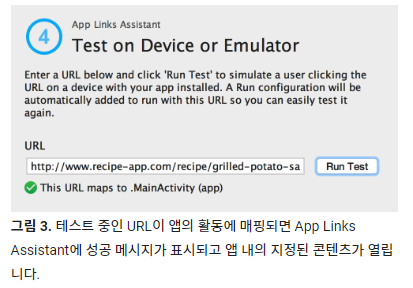 4
App Links Assistant
Test on Device or Emulator
Enter a URL below and click 'Run Test' to simulate a user clicking the
URL on a device with your app installed. A Run configuration will be
automatically added to run with this URL so you can easily test it
again.
URL
http://www.recipe-app.com/recipe/grilled-potato-sa
Run Test
This URL maps to .MainActivity (app)
그림 3. 테스트 중인 URL이 앱의 활동에 매핑되면 App Links
Assistant에 성공 메시지가 표시되고 앱 내의 지정된 콘텐츠가 열립
니다.